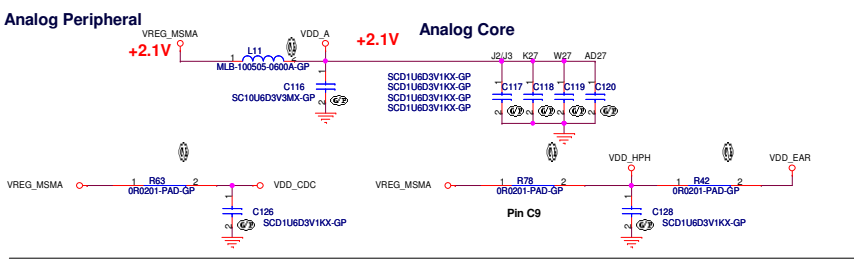 Analog Peripheral
VREG_MSMA
+2.1V
1 L11 2
MLB-100505-0600A-GP
VDD_A
+2.1V
Analog Core
1
C116
SC10U6D3V3MX-GP
2
J2/J3 K27 W27 AD27
SCD1U6D3V1KX-GP
SCD1U6D3V1KX-GP
SCD1U6D3V1KX-GP
SCD1U6D3V1KX-GP
1 1 1 1
C117 C118 C119 C120
2 2 2 2
VREG_MSMA
1 R63 2
0R0201-PAD-GP
VDD_CDC
1
C126
SCD1U6D3V1KX-GP
2
VREG_MSMA
1 R78 2
0R0201-PAD-GP
Pin C9
VDD_HPH
1 R42 2
0R0201-PAD-GP
VDD_EAR
1
C128
SCD1U6D3V1KX-GP
2